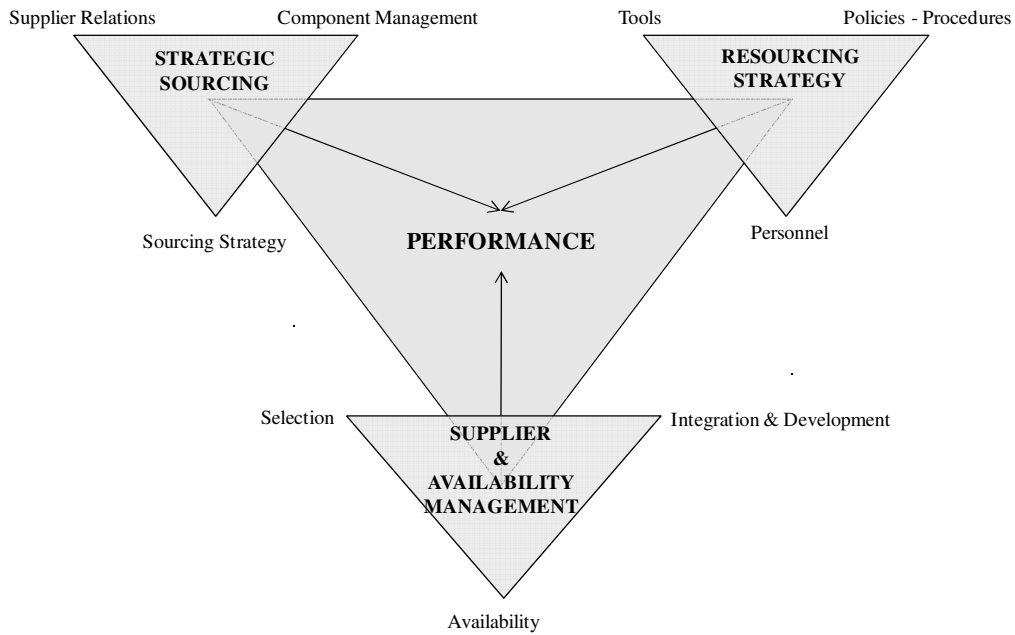 Supplier Relations
Component Management
Tools
Policies - Procedures
STRATEGIC
SOURCING
RESOURCING
STRATEGY
Sourcing Strategy
Personnel
PERFORMANCE
Selection
Integration & Development
SUPPLIER
&
AVAILABILITY
MANAGEMENT
Availability